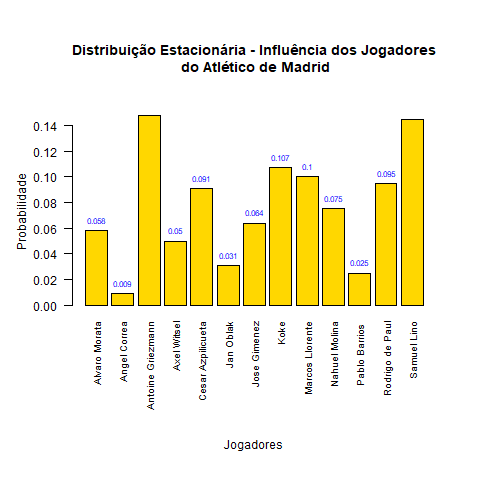 Distribuição Estacionária - Influência dos Jogadores
do Atlético de Madrid
Probabilidade
0.14
0.12
0.10
0.08
0.06
0.04
0.02
0.00
0.058
0.009
0.05
0.091
0.031
0.064
0.107
0.1
0.075
0.025
0.095
Alvaro Morata
Angel Correa
Antoine Griezmann
Axel Witsel
Cesar Azpilicueta
Jan Oblak
Jose Gimenez
Koke
Marcos Llorente
Nahuel Molina
Pablo Barrios
Rodrigo de Paul
Samuel Lino
Jogadores